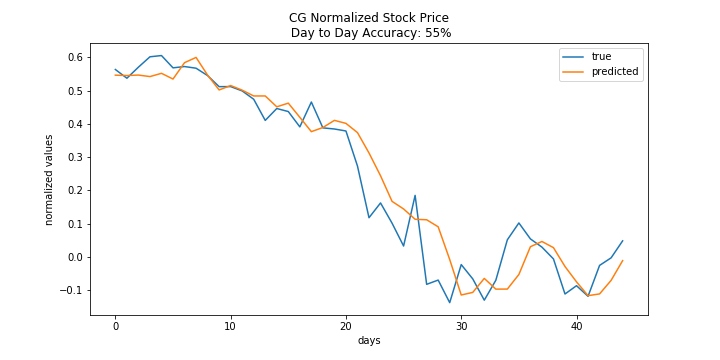 CG Normalized Stock Price
Day to Day Accuracy: 55%
true
predicted
normalized values
0.6
0.5
0.4
0.3
0.2
0.1
0.0
−0.1
0
10
20
30
40
days